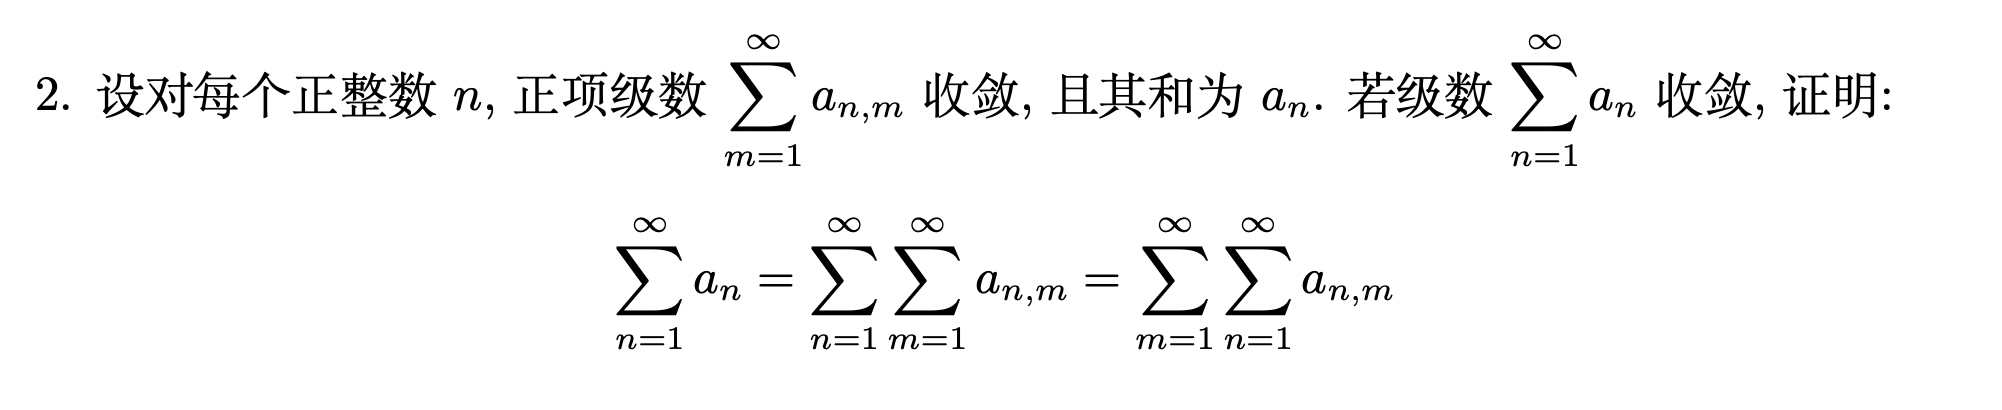 2. 设对每个正整数 $n$, 正项级数 $\sum_{m=1}^{\infty} a_{n,m}$ 收敛, 且其和为 $a_n$. 若级数 $\sum_{n=1}^{\infty} a_n$ 收敛, 证明:
$\sum_{n=1}^{\infty} a_n = \sum_{n=1}^{\infty} \sum_{m=1}^{\infty} a_{n,m} = \sum_{m=1}^{\infty} \sum_{n=1}^{\infty} a_{n,m}$